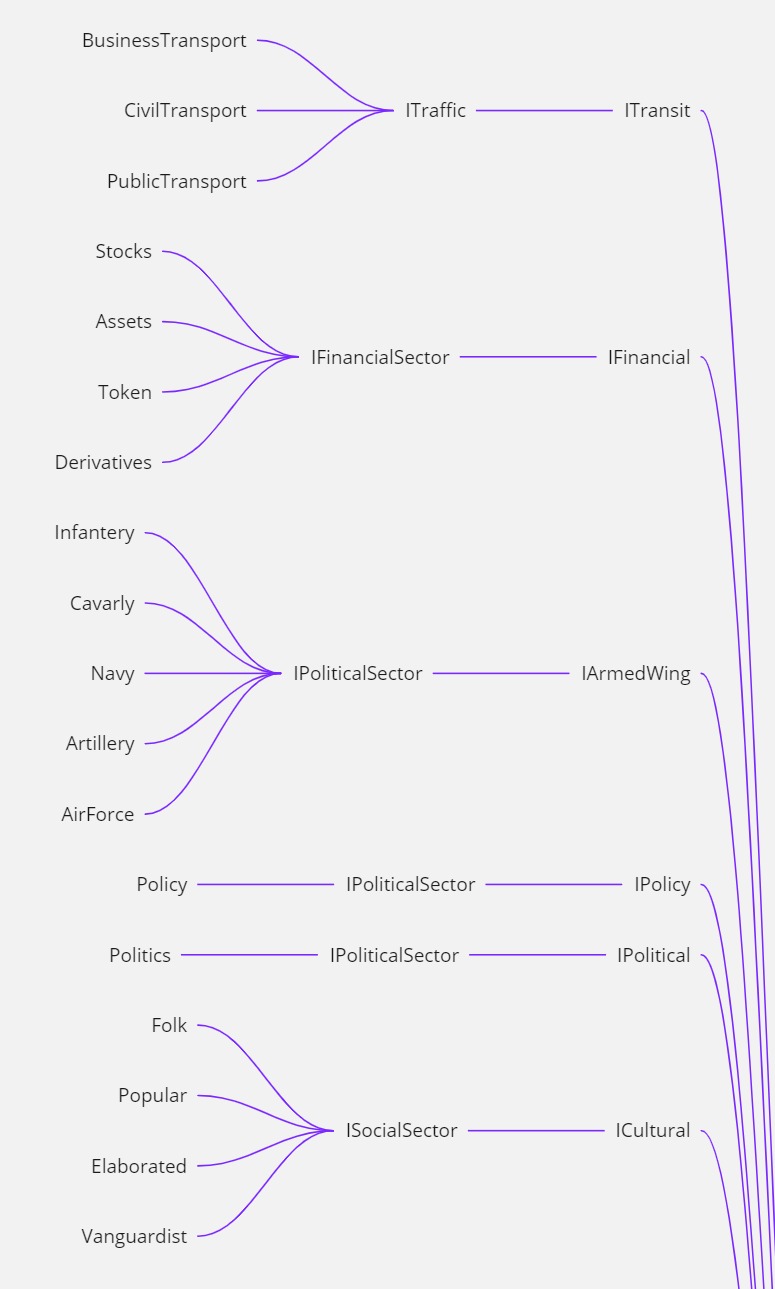 BusinessTransport
CivilTransport
ITraffic
ITransit
PublicTransport
Stocks
Assets
IFinancialSector
IFinancial
Token
Derivatives
Infantery
Cavarly
Navy
IPoliticalSector
IArmedWing
Artillery
AirForce
Policy
IPoliticalSector
IPolicy
Politics
IPoliticalSector
IPolitical
Folk
Popular
ISocialSector
ICultural
Elaborated
Vanguardist